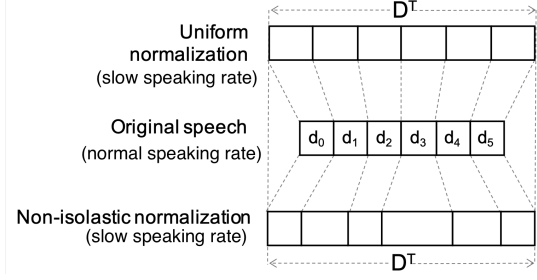 Dᵀ
Uniform
normalization
(slow speaking rate)
Original speech
(normal speaking rate)
d₀ d₁ d₂ d₃ d₄ d₅
Non-isolastic normalization
(slow speaking rate)
Dᵀ